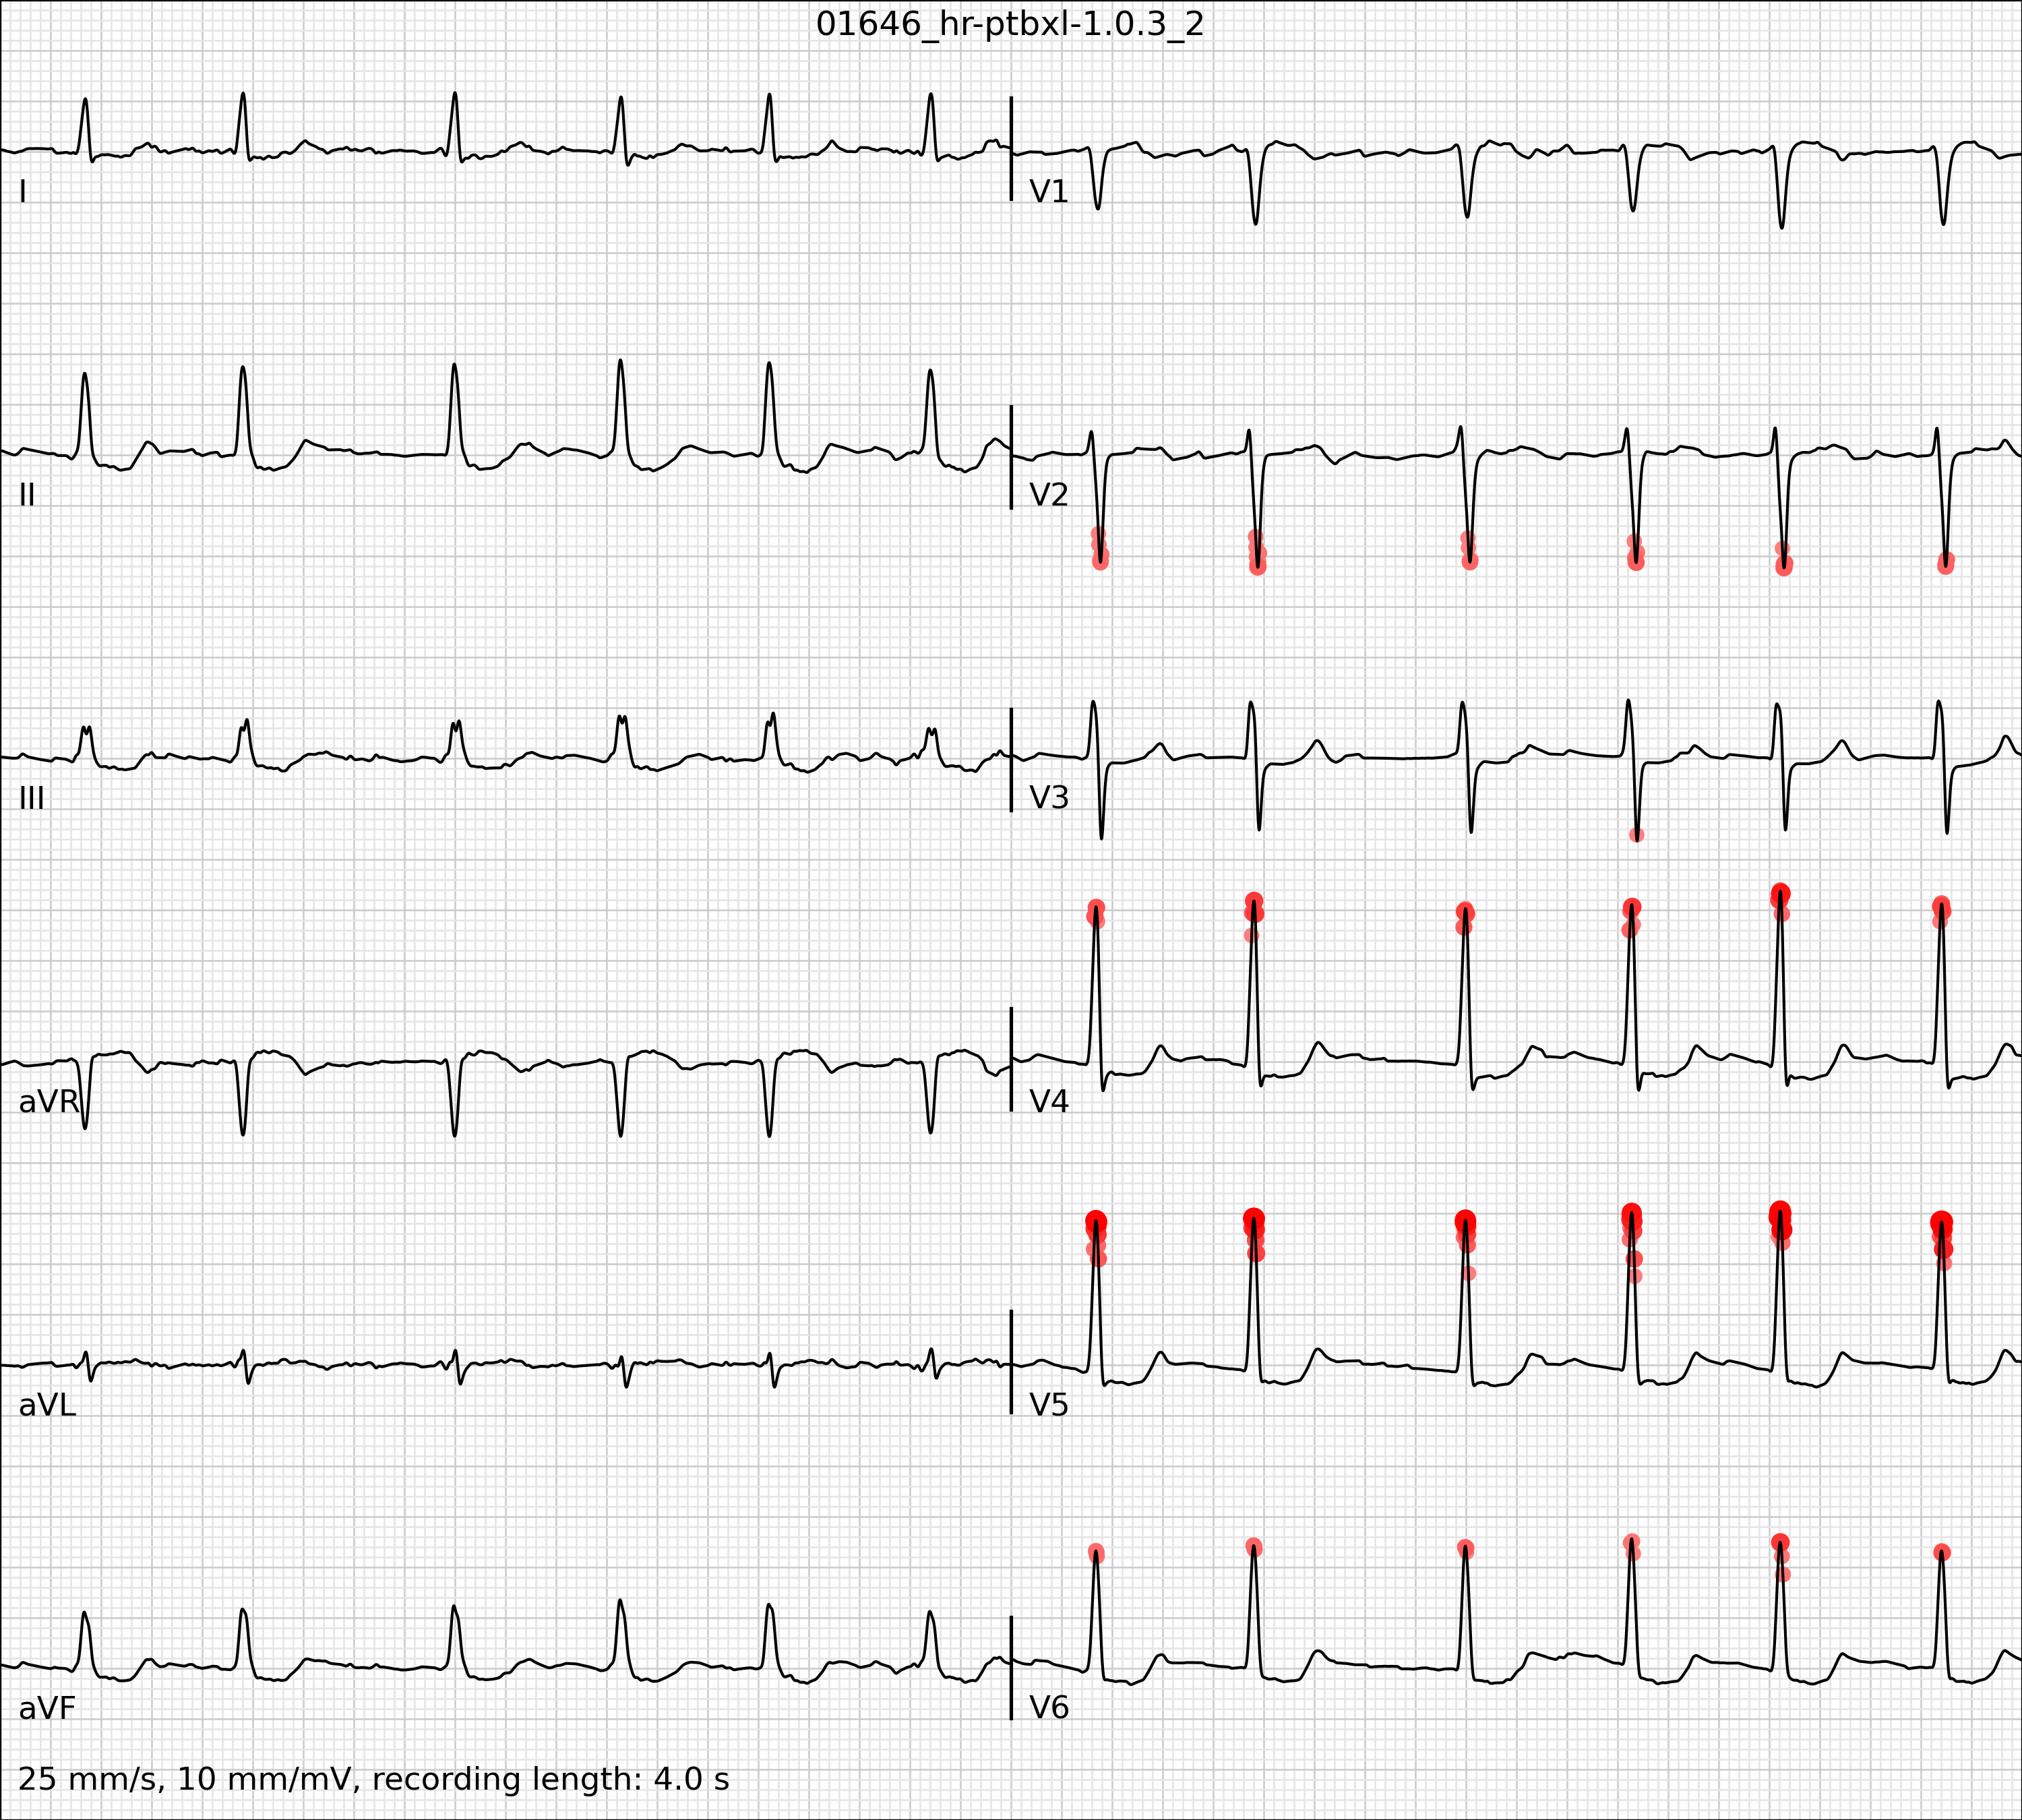 01646_hr-ptbxl-1.0.3_2
I
V1
II
V2
III
V3
aVR
V4
aVL
V5
aVF
V6
25 mm/s, 10 mm/mV, recording length: 4.0 s